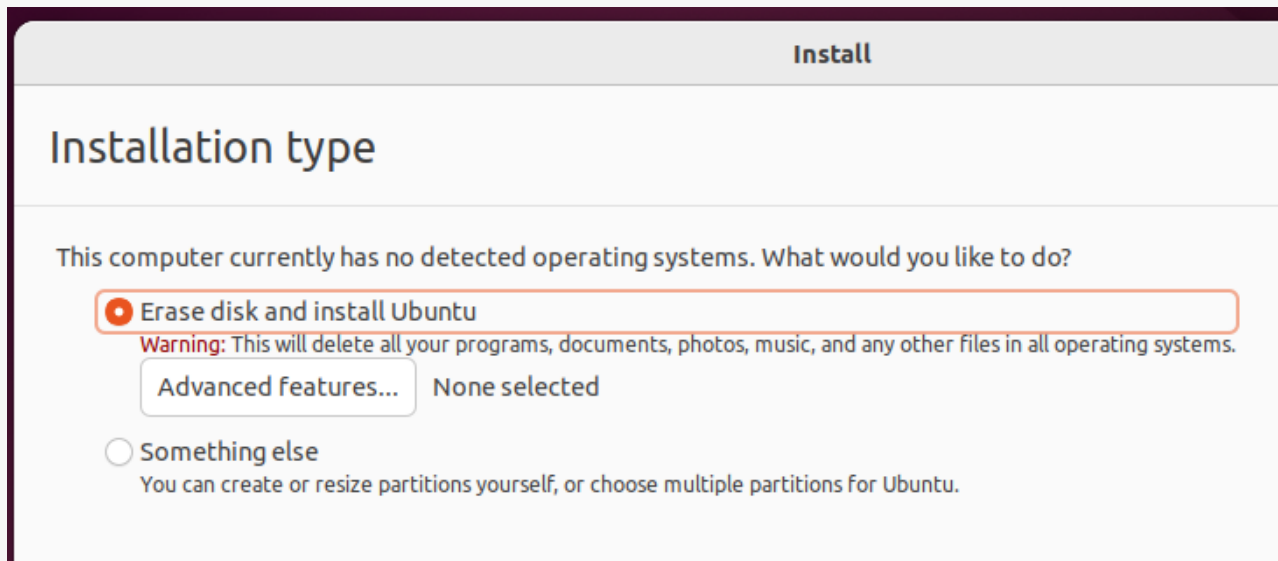 Install
Installation type
This computer currently has no detected operating systems. What would you like to do?
Erase disk and install Ubuntu
Warning: This will delete all your programs, documents, photos, music, and any other files in all operating systems.
Advanced features... None selected
Something else
You can create or resize partitions yourself, or choose multiple partitions for Ubuntu.